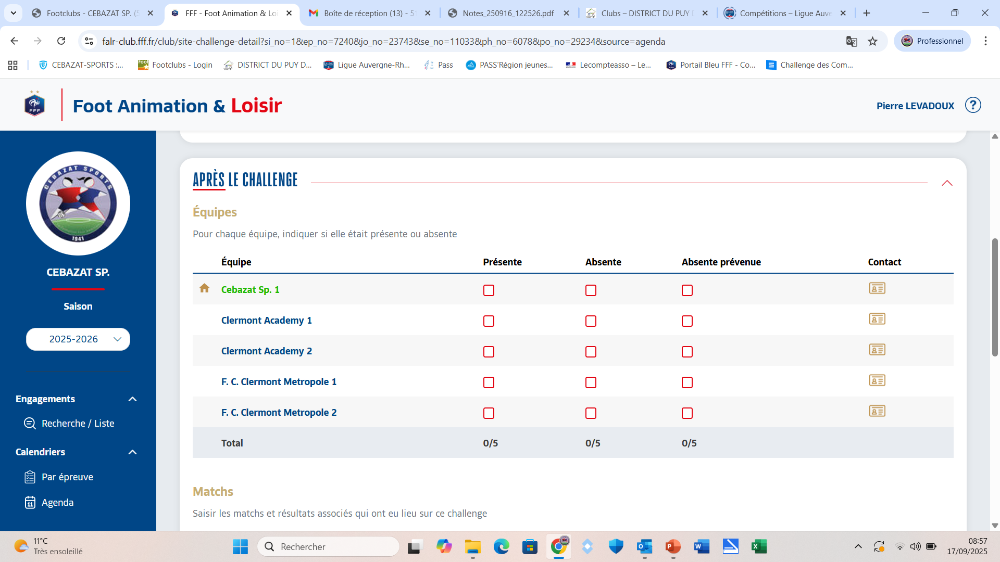 Footclubs - CEBAZAT SP. (5
FFF - Foot Animation & Loi
Boîte de réception (13) - 51
Notes_250916_122526.pdf
Clubs – DISTRICT DU PUY D
Compétitions – Ligue Auve
falr-club.fff.fr/club/site-challenge-detail?si_no=1&ep_no=7240&jo_no=23743&se_no=11033&ph_no=6078&po_no=29234&source=agenda
Professionnel
CEBAZAT-SPORTS :...
Footclubs - Login
DISTRICT DU PUY D...
Ligue Auvergne-Rh...
Pass
PASS'Région jeunes...
Lecompteasso – Le...
Portail Bleu FFF - Co...
Challenge des Com...
FFF
Foot Animation & Loisir
Pierre LEVADOUX
?
CEBAZAT SPORTS
1941
CEBAZAT SP.
Saison
2025-2026
Engagements
Recherche / Liste
Calendriers
Par épreuve
Agenda
APRÈS LE CHALLENGE
Équipes
Pour chaque équipe, indiquer si elle était présente ou absente
Équipe Présente Absente Absente prévenue Contact
Cebazat Sp. 1
Clermont Academy 1
Clermont Academy 2
F. C. Clermont Metropole 1
F. C. Clermont Metropole 2
Total 0/5 0/5 0/5
Matchs
Saisir les matchs et résultats associés qui ont eu lieu sur ce challenge
11°C
Très ensoleillé
Rechercher
08:57
17/09/2025